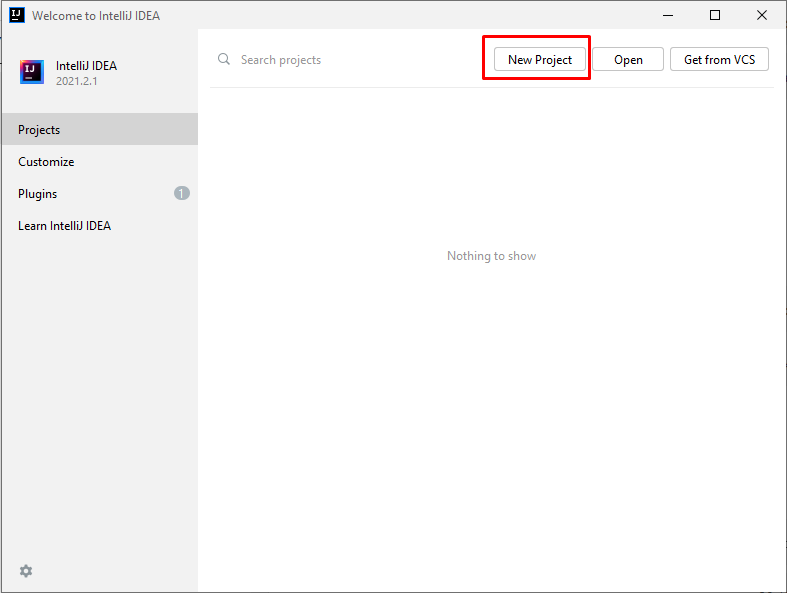 Welcome to IntelliJ IDEA
IntelliJ IDEA
2021.2.1
Search projects
New Project
Open
Get from VCS
Projects
Customize
Plugins
1
Learn IntelliJ IDEA
Nothing to show